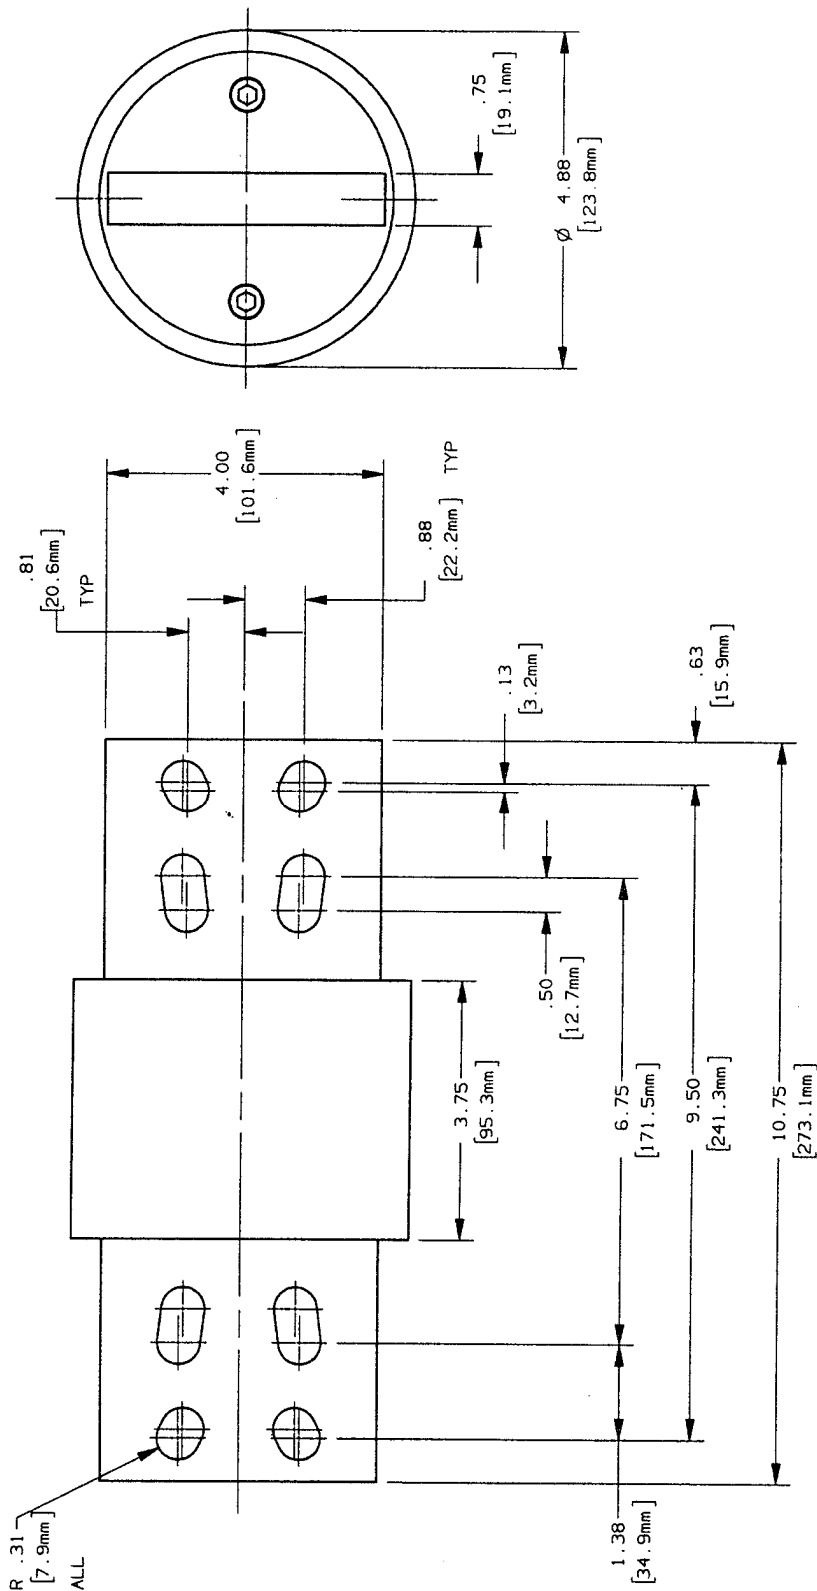 R .31
[7.9mm]
ALL
.81
[20.6mm]
TYP
4.00
[101.6mm]
.88
[22.2mm] TYP
.75
[19.1mm]
Ø 4.88
[123.8mm]
.13
[3.2mm]
.63
[15.9mm]
.50
[12.7mm]
3.75
[95.3mm]
6.75
[171.5mm]
9.50
[241.3mm]
10.75
[273.1mm]
1.38
[34.9mm]